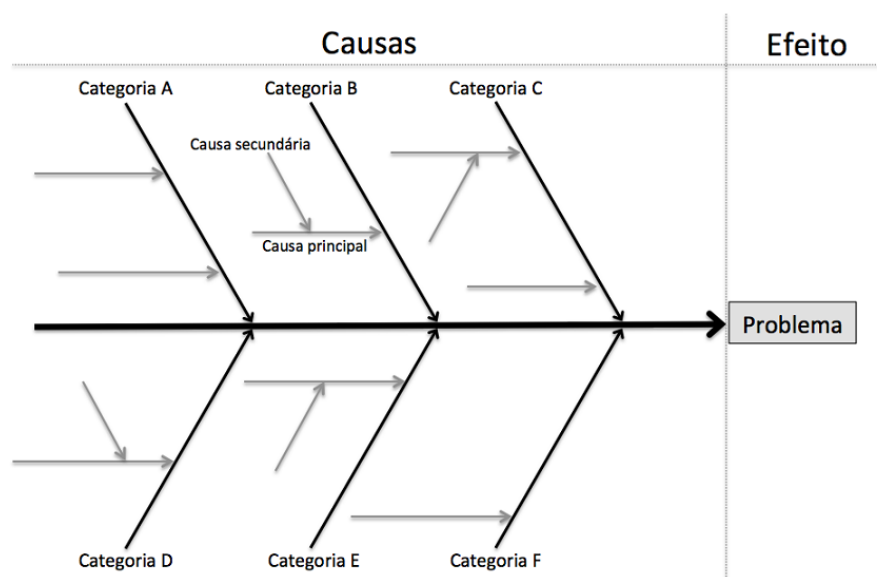 Causas
Efeito
Categoria A
Categoria B
Categoria C
Causa secundária
Causa principal
Problema
Categoria D
Categoria E
Categoria F